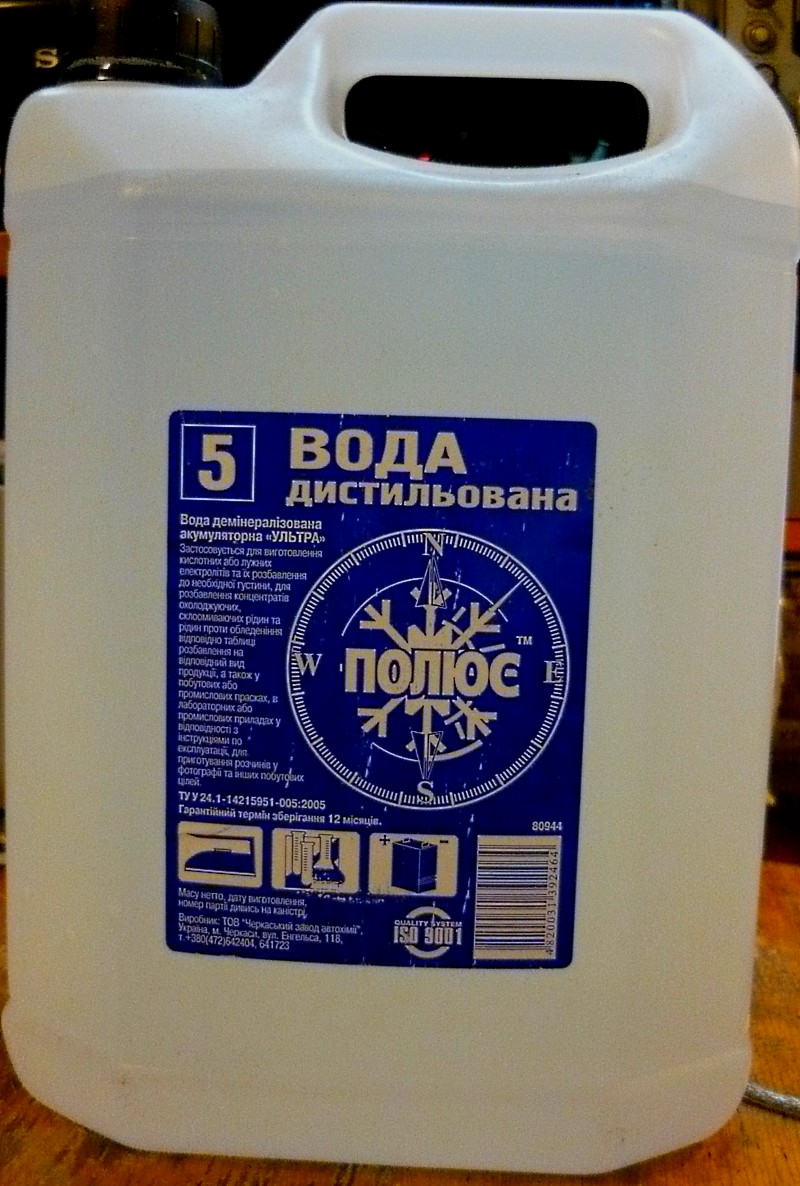 S
5
ВОДА
дистильована
Вода демінералізована
акумуляторна «УЛЬТРА»
Застосовується для виготовлення
кислотних або лужних
електролітів та їх розбавлення
до необхідної густини, для
розбавлення концентратів
охолоджуючих,
склоомиваючих рідин та
рідин проти обледеніння
відповідно таблиці
розбавлення на
відповідний вид
продукції, а також у
побутових або
промислових прасках, в
лабораторних або
промислових приладах у
відповідності з
інструкціями по
експлуатації, для
приготування розчинів у
фотографії та інших побутових
цілей.
N
W
ПОЛЮС
TM
E
S
ТУ У 24.1-14215951-005:2005
Гарантійний термін зберігання 12 місяців.
80944
+ −
Масу нетто, дату виготовлення,
номер партії дивись на каністрі.
Виробник: ТОВ "Черкаський завод автохімії",
Україна, м. Черкаси, вул. Енгельса, 118,
т.+380(472)642404, 641723
QUALITY SYSTEM
ISO 9001
4820031392464